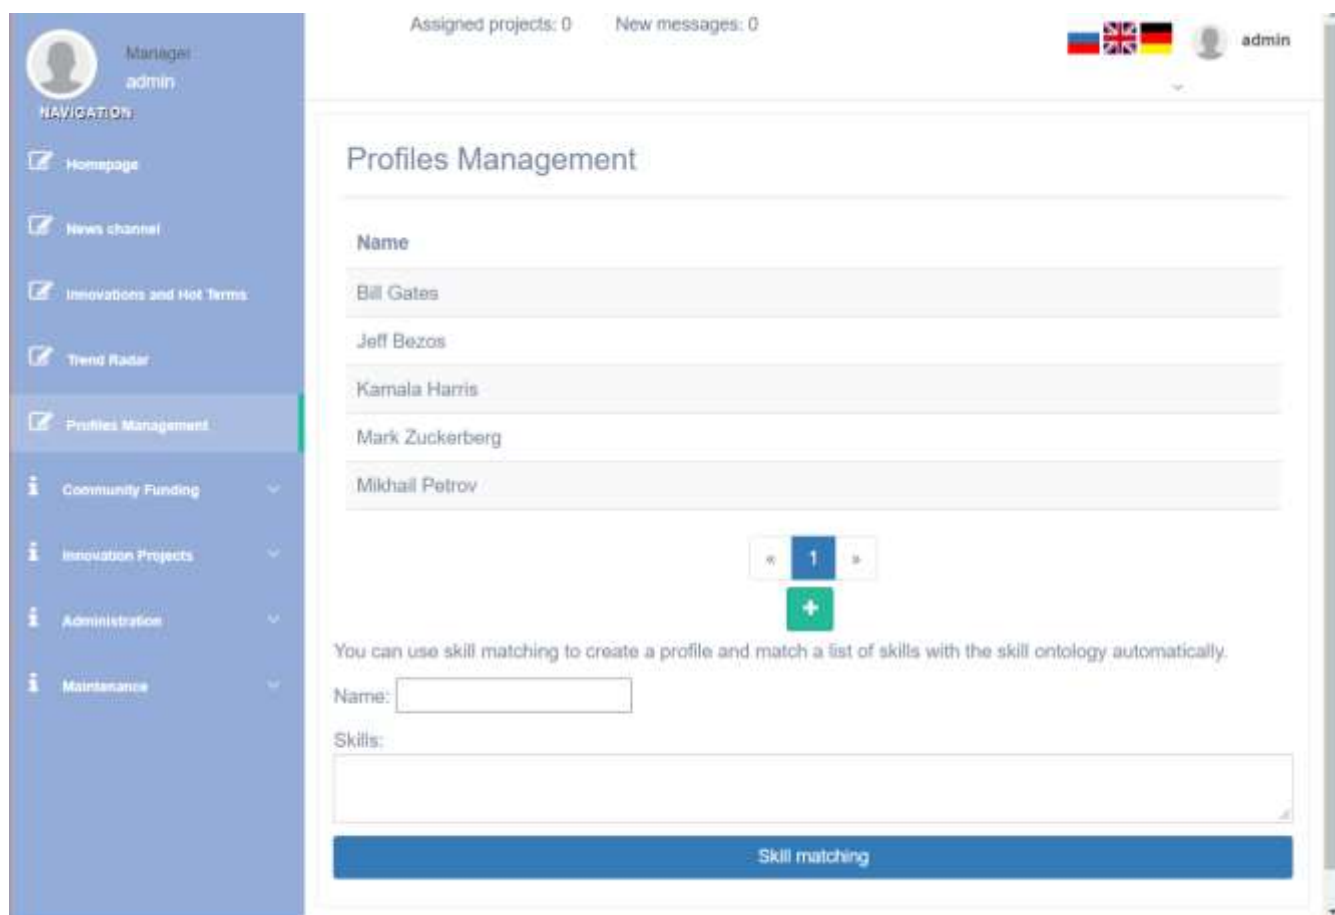 Assigned projects: 0 New messages: 0
Manager
admin
admin
NAVIGATION
Homepage
News channel
Innovations and Hot Terms
Trend Radar
Profiles Management
Community Funding
Innovation Projects
Administration
Maintenance
Profiles Management
Name
Bill Gates
Jeff Bezos
Kamala Harris
Mark Zuckerberg
Mikhail Petrov
« 1 »
+
You can use skill matching to create a profile and match a list of skills with the skill ontology automatically.
Name:
Skills:
Skill matching